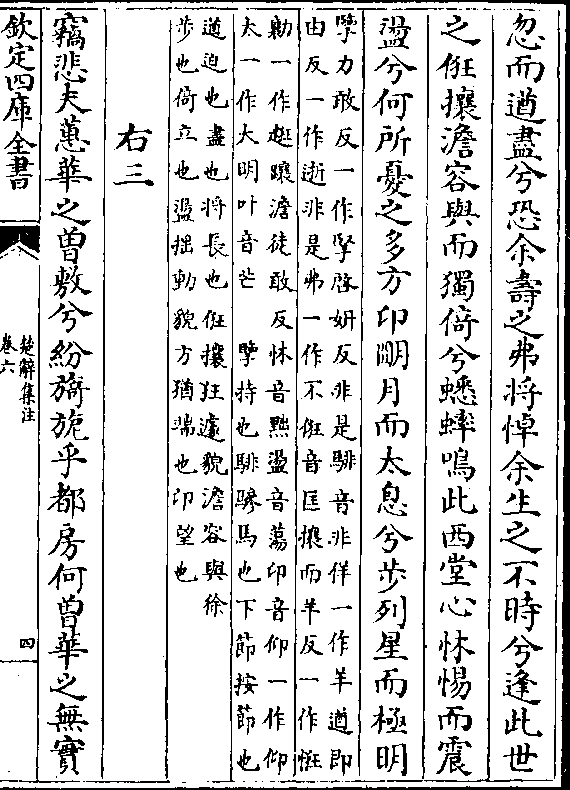 忽而遒盡兮恐余壽之弗将悼余生之不時兮逢此世
之俇攘澹容與而獨倚兮蟋蟀鳴此西堂心怵惕而震
盪兮何所憂之多方卬眀月而太息兮步列星而極明
擥力敢反一作擥啓妍反非是騑音非佯一作羊遒即
由反一作逝非是弗一作不俇音匡攘而羊反一作恇
勷一作趡躟澹徒敢反怵音黜盪音蕩卬音仰一作仰
太一作大明叶音芒　擥持也騑驂馬也下節按節也
遒迫也盡也将長也俇攘狂遽貌澹容與徐
步也倚立也盪摇動貌方猶端也卬望也
右三
竊悲夫蕙華之曽敷兮紛旖旎乎都房何曽華之無實
欽定四庫全書
楚辭集注
卷六
四